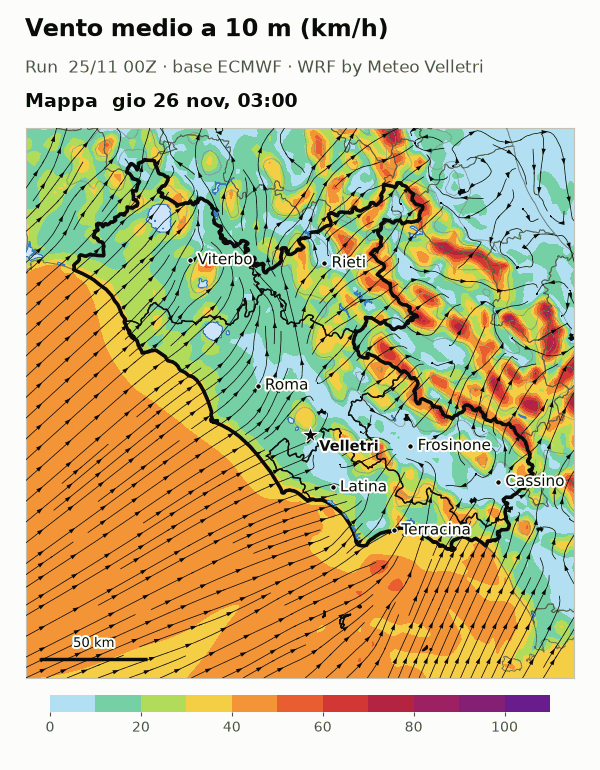 Vento medio a 10 m (km/h)
Run 25/11 00Z · base ECMWF · WRF by Meteo Velletri
Mappa gio 26 nov, 03:00
Viterbo
Rieti
Roma
Velletri
Frosinone
Cassino
Latina
Terracina
50 km
0 20 40 60 80 100